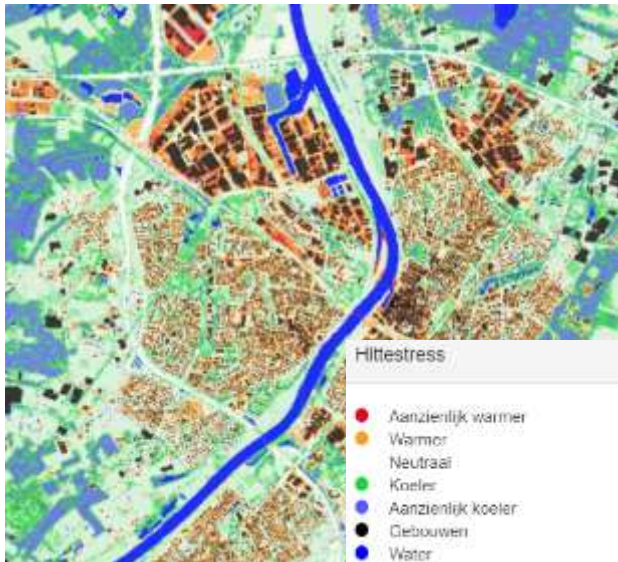 Hittestress
Aanzienlijk warmer
Warmer
Neutraal
Koeler
Aanzienlijk koeler
Gebouwen
Water